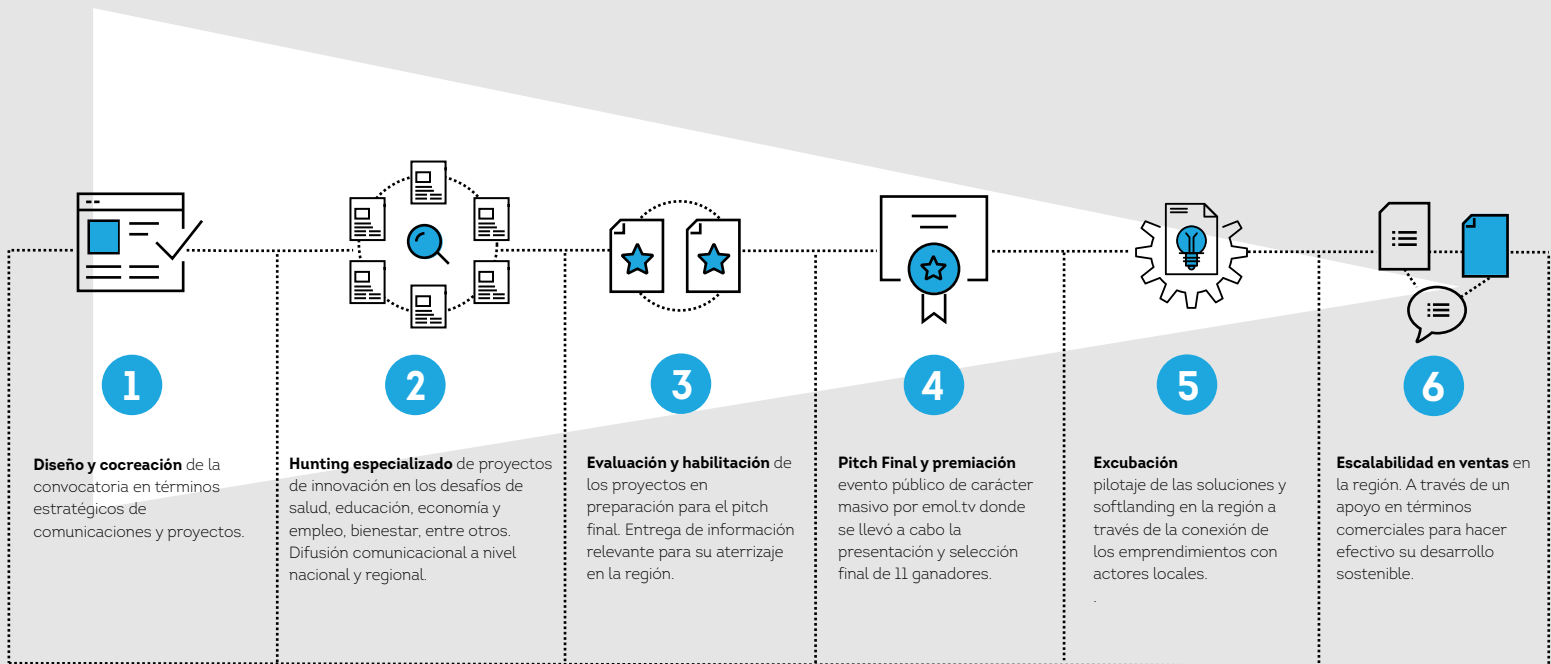 1
Diseño y cocreación de la
convocatoria en términos
estratégicos de
comunicaciones y proyectos.
2
Hunting especializado de proyectos
de innovación en los desafíos de
salud, educación, economía y
empleo, bienestar, entre otros.
Difusión comunicacional a nivel
nacional y regional.
3
Evaluación y habilitación de
los proyectos en
preparación para el pitch
final. Entrega de información
relevante para su aterrizaje
en la región.
4
Pitch Final y premiación
evento público de carácter
masivo por emol.tv donde
se llevó a cabo la
presentación y selección
final de 11 ganadores.
5
Excubación
pilotaje de las soluciones y
softlanding en la región a
través de la conexión de
los emprendimientos con
actores locales.
.
6
Escalabilidad en ventas en
la región. A través de un
apoyo en términos
comerciales para hacer
efectivo su desarrollo
sostenible.